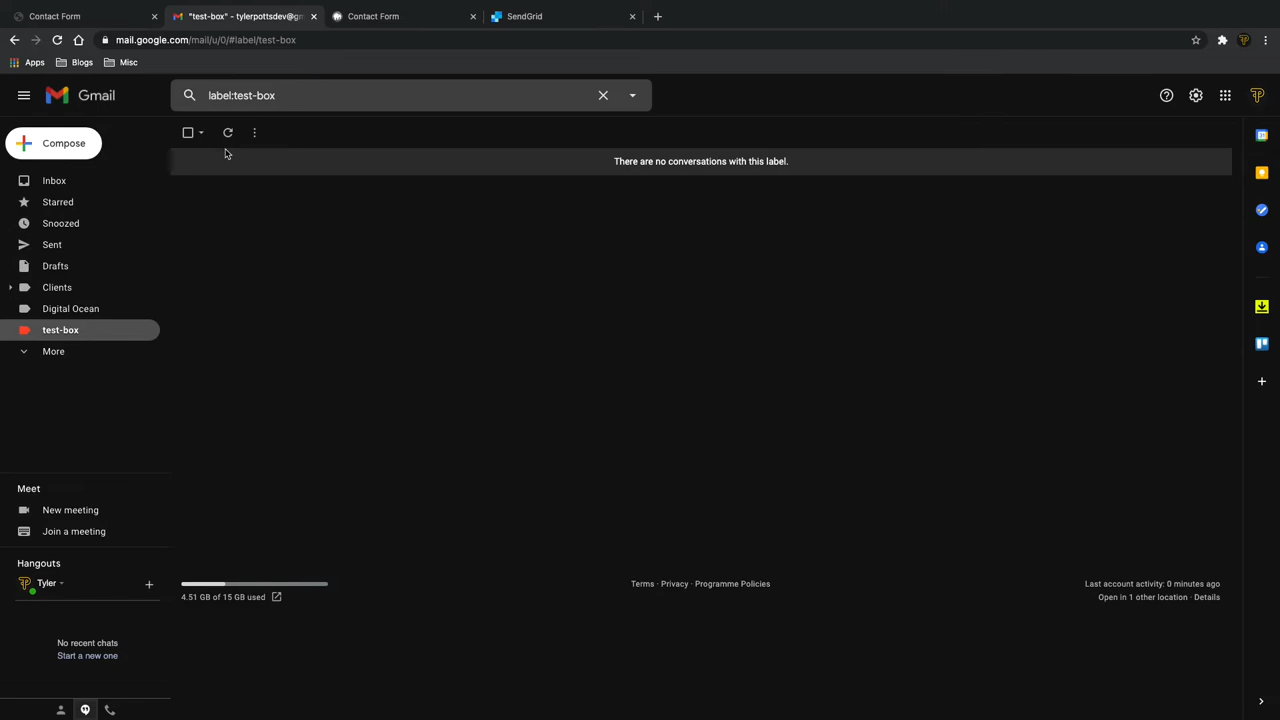 Contact Form
"test-box" - tylerpottsdev@gm
Contact Form
SendGrid
mail.google.com/mail/u/0/#label/test-box
Apps
Blogs
Misc
Gmail
label:test-box
Compose
There are no conversations with this label.
Inbox
Starred
Snoozed
Sent
Drafts
Clients
Digital Ocean
test-box
More
Meet
New meeting
Join a meeting
Hangouts
Tyler
Terms · Privacy · Programme Policies
Last account activity: 0 minutes ago
4.51 GB of 15 GB used
Open in 1 other location · Details
No recent chats
Start a new one